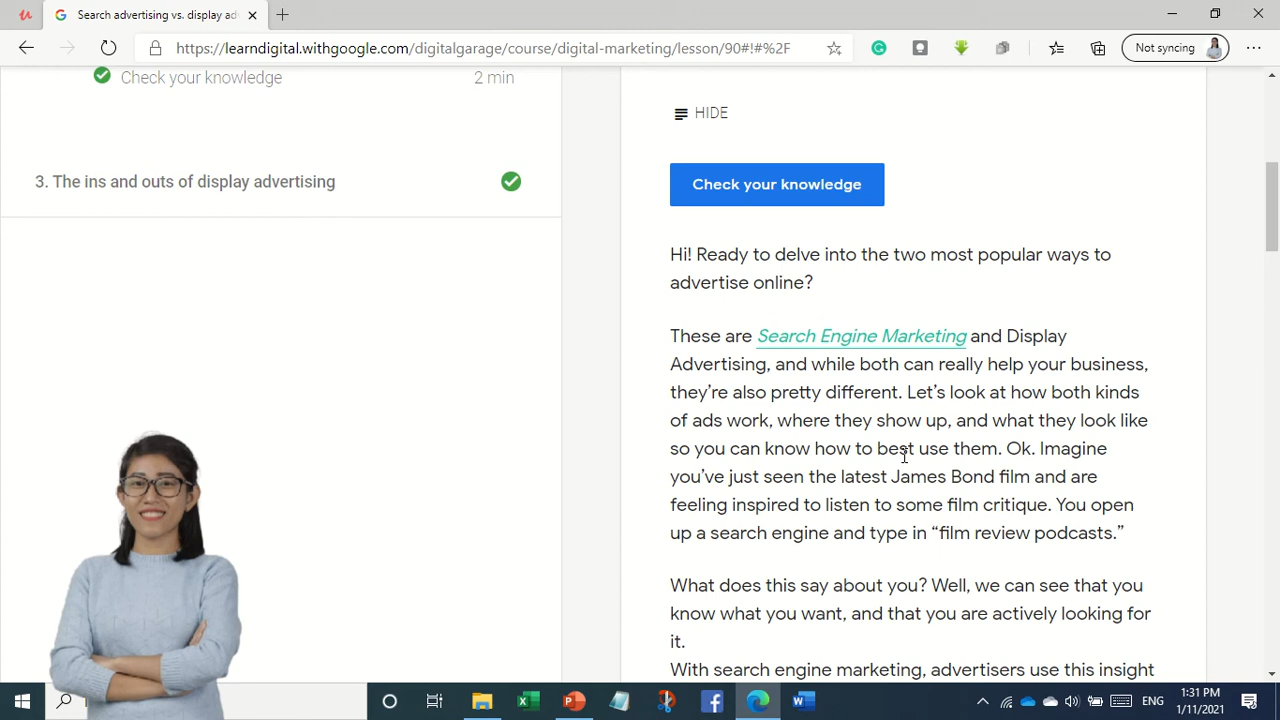 Search advertising vs. display ad
https://learndigital.withgoogle.com/digitalgarage/course/digital-marketing/lesson/90#!#%2F
Not syncing
Check your knowledge 2 min
3. The ins and outs of display advertising
HIDE
Check your knowledge
Hi! Ready to delve into the two most popular ways to
advertise online?
These are Search Engine Marketing and Display
Advertising, and while both can really help your business,
they're also pretty different. Let's look at how both kinds
of ads work, where they show up, and what they look like
so you can know how to best use them. Ok. Imagine
you've just seen the latest James Bond film and are
feeling inspired to listen to some film critique. You open
up a search engine and type in “film review podcasts.”
What does this say about you? Well, we can see that you
know what you want, and that you are actively looking for
it.
With search engine marketing, advertisers use this insight
ENG
1:31 PM
1/11/2021